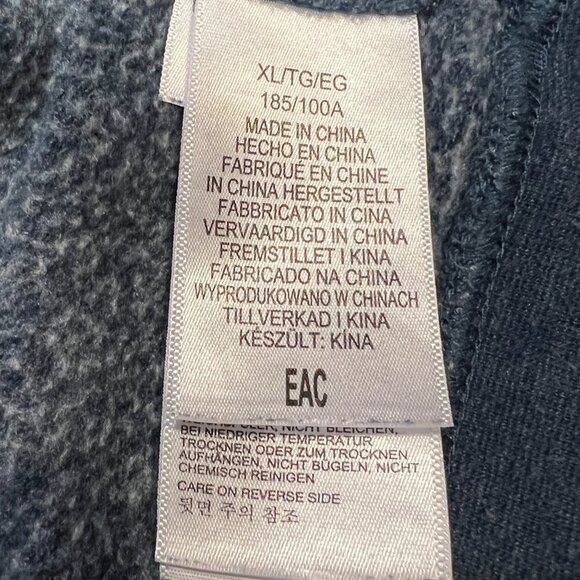 XL/TG/EG
185/100A
MADE IN CHINA
HECHO EN CHINA
FABRIQUÉ EN CHINE
IN CHINA HERGESTELLT
FABBRICATO IN CINA
VERVAARDIGD IN CHINA
FREMSTILLET I KINA
FABRICADO NA CHINA
WYPRODUKOWANO W CHINACH
TILLVERKAD I KINA
KÉSZÜLT: KINA
EAC
NICHT BLEICHEN,
BEI NIEDRIGER TEMPERATUR
TROCKNEN ODER ZUM TROCKNEN
AUFHÄNGEN, NICHT BÜGELN, NICHT
CHEMISCH REINIGEN
CARE ON REVERSE SIDE
뒷면 주의 참조